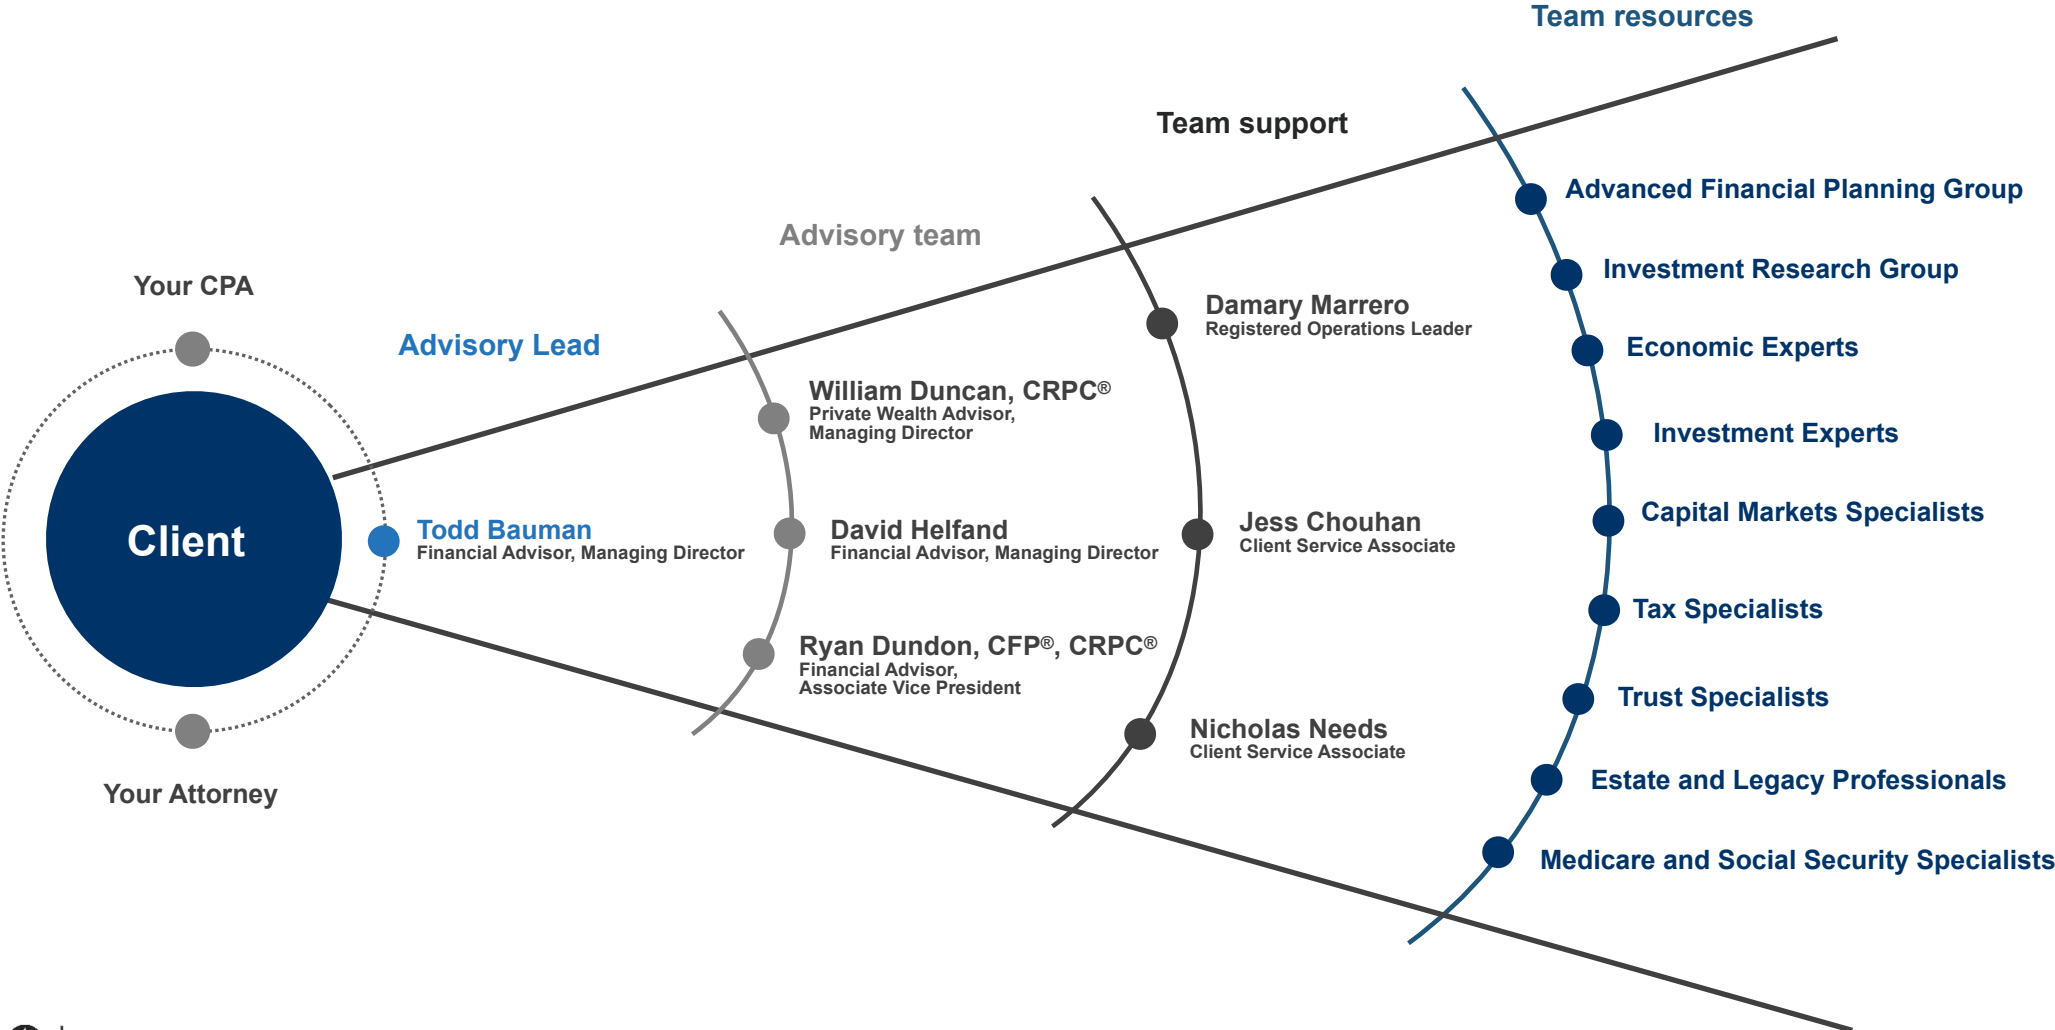 Team resources
Team support
Advisory team
Advisory Lead
Your CPA
Client
Your Attorney
Todd Bauman
Financial Advisor, Managing Director
William Duncan, CRPC®
Private Wealth Advisor,
Managing Director
David Helfand
Financial Advisor, Managing Director
Ryan Dundon, CFP®, CRPC®
Financial Advisor,
Associate Vice President
Damary Marrero
Registered Operations Leader
Jess Chouhan
Client Service Associate
Nicholas Needs
Client Service Associate
Advanced Financial Planning Group
Investment Research Group
Economic Experts
Investment Experts
Capital Markets Specialists
Tax Specialists
Trust Specialists
Estate and Legacy Professionals
Medicare and Social Security Specialists